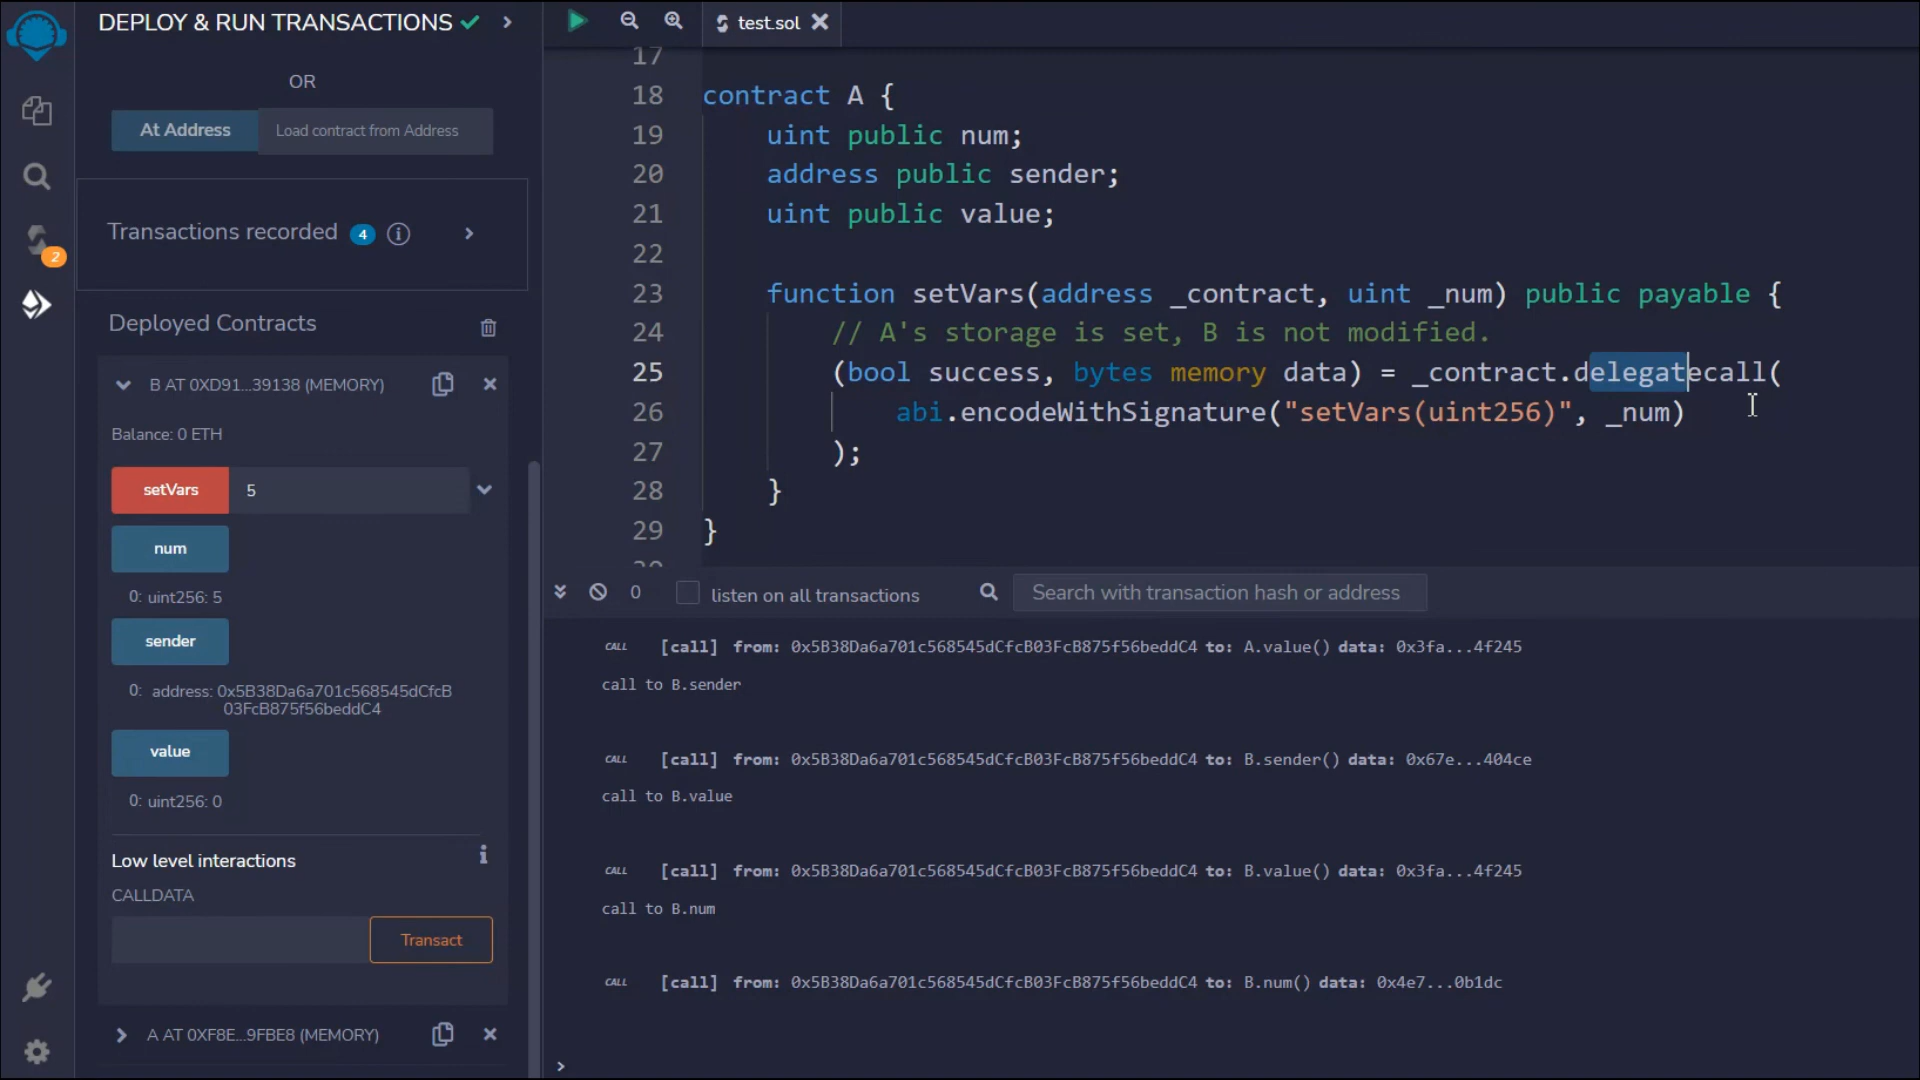 DEPLOY & RUN TRANSACTIONS
OR
At Address
Load contract from Address
Transactions recorded 4
2
Deployed Contracts
B AT 0XD91...39138 (MEMORY)
Balance: 0 ETH
setVars 5
num
0: uint256: 5
sender
0: address: 0x5B38Da6a701c568545dCfcB
03FcB875f56beddC4
value
0: uint256: 0
Low level interactions
CALLDATA
Transact
A AT 0XF8E...9FBE8 (MEMORY)
test.sol
17
18 contract A {
19 uint public num;
20 address public sender;
21 uint public value;
22
23 function setVars(address _contract, uint _num) public payable {
24 // A's storage is set, B is not modified.
25 (bool success, bytes memory data) = _contract.delegatecall(
26 abi.encodeWithSignature("setVars(uint256)", _num)
27 );
28 }
29 }
0 listen on all transactions Search with transaction hash or address
CALL [call] from: 0x5B38Da6a701c568545dCfcB03FcB875f56beddC4 to: A.value() data: 0x3fa...4f245
call to B.sender
CALL [call] from: 0x5B38Da6a701c568545dCfcB03FcB875f56beddC4 to: B.sender() data: 0x67e...404ce
call to B.value
CALL [call] from: 0x5B38Da6a701c568545dCfcB03FcB875f56beddC4 to: B.value() data: 0x3fa...4f245
call to B.num
CALL [call] from: 0x5B38Da6a701c568545dCfcB03FcB875f56beddC4 to: B.num() data: 0x4e7...0b1dc
>